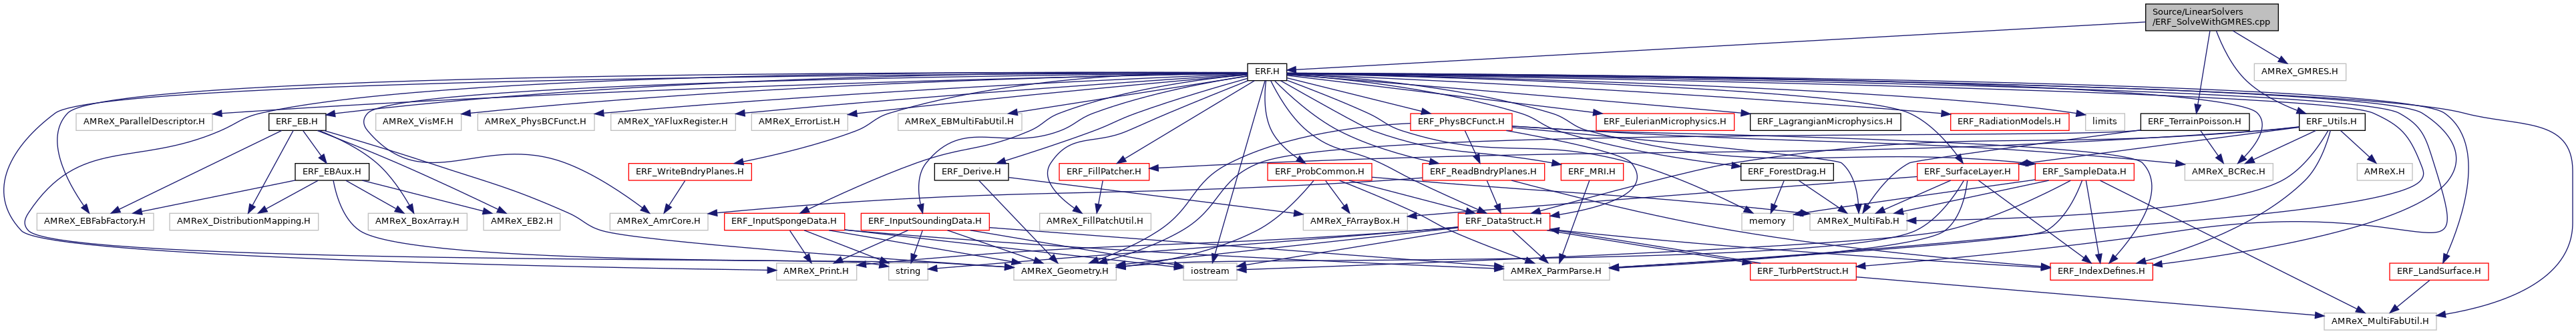 Source/LinearSolvers
/ERF_SolveWithGMRES.cpp
ERF.H
AMReX_GMRES.H
AMReX_ParallelDescriptor.H
ERF_EB.H
AMReX_VisMF.H
AMReX_PhysBCFunct.H
AMReX_YAFluxRegister.H
AMReX_ErrorList.H
AMReX_EBMultiFabUtil.H
ERF_PhysBCFunct.H
ERF_EulerianMicrophysics.H
ERF_LagrangianMicrophysics.H
ERF_RadiationModels.H
limits
ERF_TerrainPoisson.H
ERF_Utils.H
ERF_EBAux.H
ERF_WriteBndryPlanes.H
ERF_Derive.H
ERF_FillPatcher.H
ERF_ProbCommon.H
ERF_ReadBndryPlanes.H
ERF_MRI.H
ERF_ForestDrag.H
ERF_SurfaceLayer.H
ERF_SampleData.H
AMReX_BCRec.H
AMReX.H
AMReX_EBFabFactory.H
AMReX_DistributionMapping.H
AMReX_BoxArray.H
AMReX_EB2.H
AMReX_AmrCore.H
ERF_InputSpongeData.H
ERF_InputSoundingData.H
AMReX_FillPatchUtil.H
AMReX_FArrayBox.H
ERF_DataStruct.H
memory
AMReX_MultiFab.H
AMReX_Print.H
string
AMReX_Geometry.H
iostream
AMReX_ParmParse.H
ERF_TurbPertStruct.H
ERF_IndexDefines.H
ERF_LandSurface.H
AMReX_MultiFabUtil.H